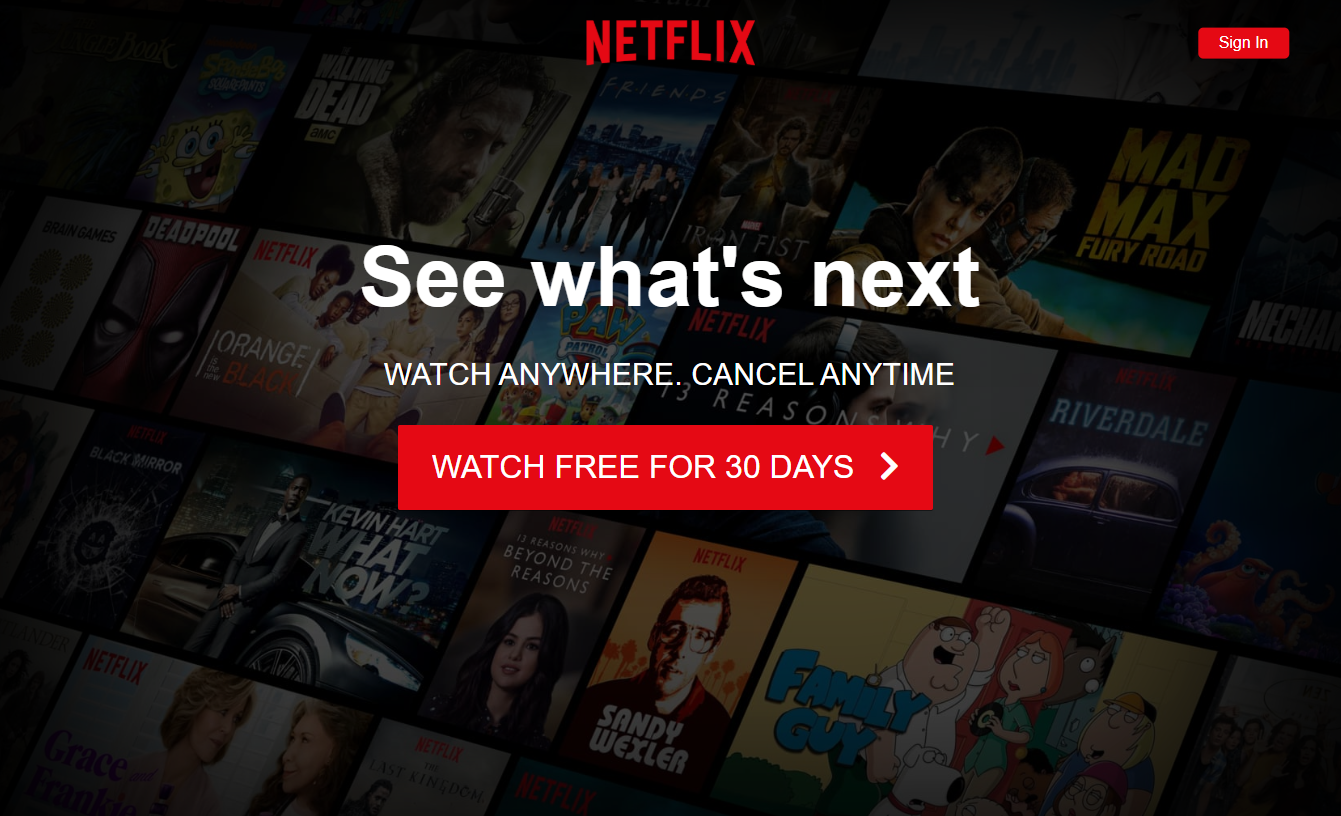 NETFLIX
Sign In
JUNGLE BOOK
SPONGEBOB
SQUAREPANTS
THE
WALKING
DEAD
AMC
FRIENDS
MARVEL
IRON FIST
MAD
MAX
FURY ROAD
BRAIN GAMES
DEADPOOL
NETFLIX
ORANGE
is the new
BLACK
See what's next
PAW
PATROL
NETFLIX
13 REASONS WHY
WATCH ANYWHERE. CANCEL ANYTIME
WATCH FREE FOR 30 DAYS
NETFLIX
RIVERDALE
NETFLIX
BLACK MIRROR
KEVIN HART
WHAT
NOW?
NETFLIX
13 REASONS WHY
BEYOND THE
REASONS
NETFLIX
SANDY
WEXLER
FAMILY
GUY
NETFLIX
Grace and
Frankie
NETFLIX
THE
LAST KINGDOM
NETFLIX